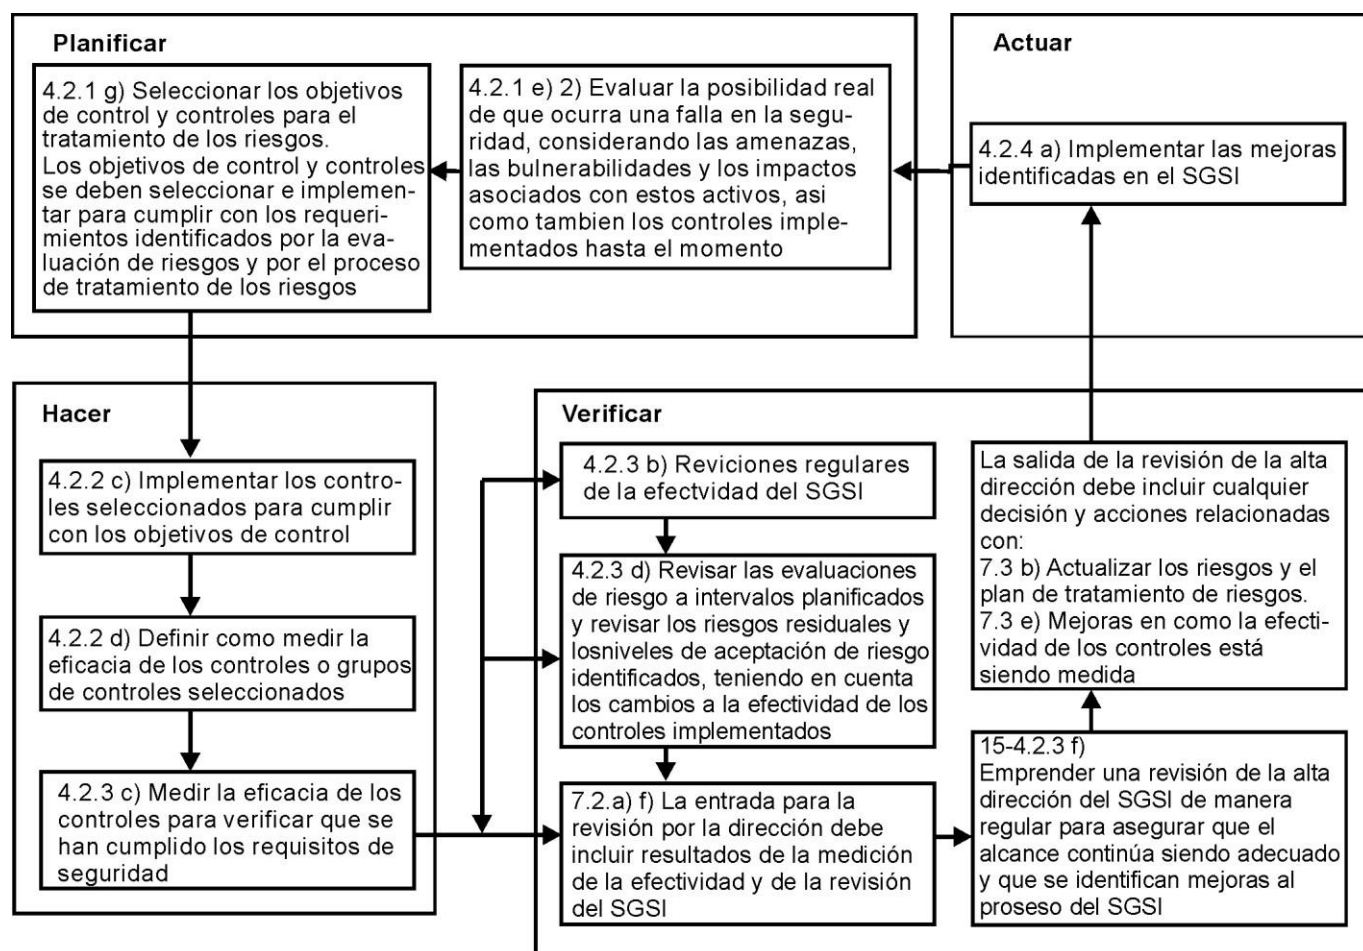 Planificar
4.2.1 g) Seleccionar los objetivos
de control y controles para el
tratamiento de los riesgos.
Los objetivos de control y controles
se deben seleccionar e implemen-
tar para cumplir con los requeri-
mientos identificados por la eva-
luación de riesgos y por el proceso
de tratamiento de los riesgos
4.2.1 e) 2) Evaluar la posibilidad real
de que ocurra una falla en la segu-
ridad, considerando las amenazas,
las bulnerabilidades y los impactos
asociados con estos activos, asi
como tambien los controles imple-
mentados hasta el momento
Actuar
4.2.4 a) Implementar las mejoras
identificadas en el SGSI
Hacer
4.2.2 c) Implementar los contro-
les seleccionados para cumplir
con los objetivos de control
4.2.2 d) Definir como medir la
eficacia de los controles o grupos
de controles seleccionados
4.2.3 c) Medir la eficacia de los
controles para verificar que se
han cumplido los requisitos de
seguridad
Verificar
4.2.3 b) Reviciones regulares
de la efectvidad del SGSI
4.2.3 d) Revisar las evaluaciones
de riesgo a intervalos planificados
y revisar los riesgos residuales y
losniveles de aceptación de riesgo
identificados, teniendo en cuenta
los cambios a la efectividad de los
controles implementados
7.2.a) f) La entrada para la
revisión por la dirección debe
incluir resultados de la medición
de la efectividad y de la revisión
del SGSI
La salida de la revisión de la alta
dirección debe incluir cualquier
decisión y acciones relacionadas
con:
7.3 b) Actualizar los riesgos y el
plan de tratamiento de riesgos.
7.3 e) Mejoras en como la efecti-
vidad de los controles está
siendo medida
15-4.2.3 f)
Emprender una revisión de la alta
dirección del SGSI de manera
regular para asegurar que el
alcance continúa siendo adecuado
y que se identifican mejoras al
proseso del SGSI